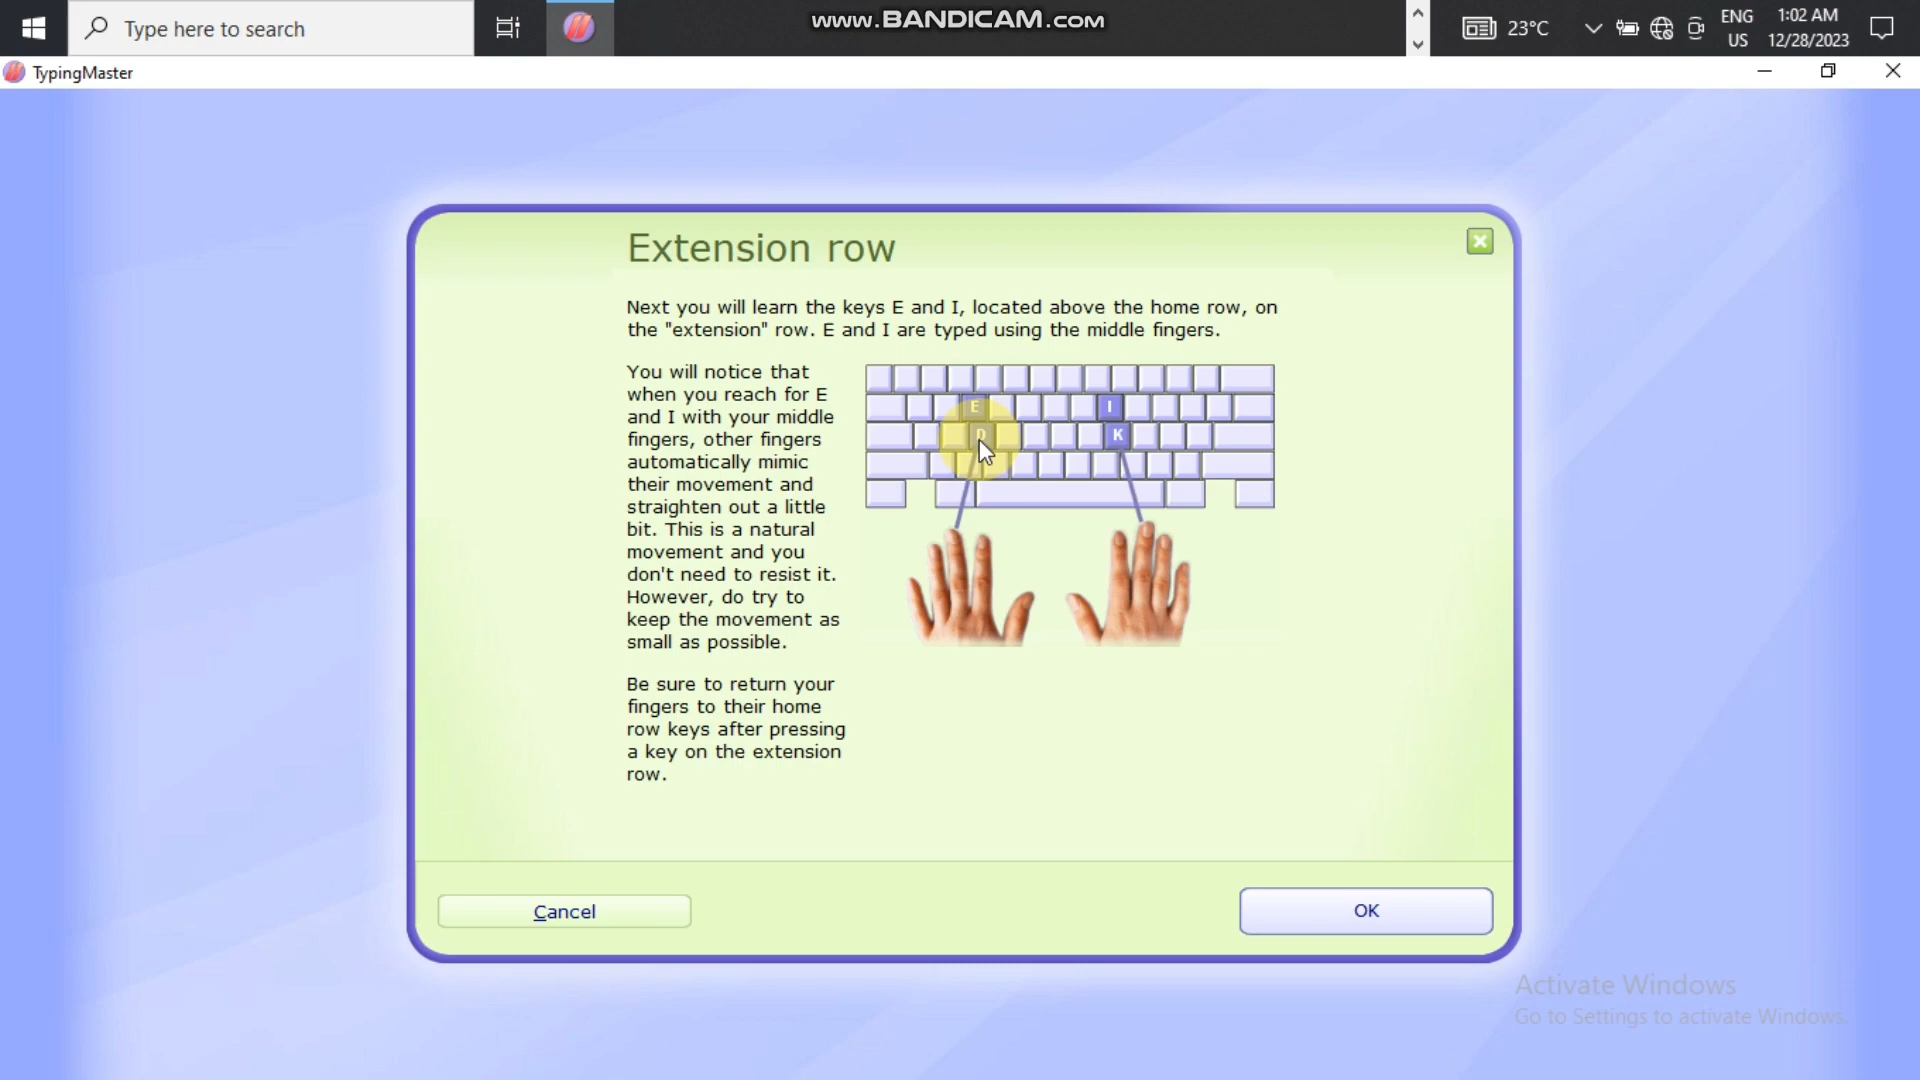 Type here to search
www.BANDICAM.com
23°C
ENG
US
1:02 AM
12/28/2023
TypingMaster
Extension row
Next you will learn the keys E and I, located above the home row, on
the "extension" row. E and I are typed using the middle fingers.
You will notice that
when you reach for E
and I with your middle
fingers, other fingers
automatically mimic
their movement and
straighten out a little
bit. This is a natural
movement and you
don't need to resist it.
However, do try to
keep the movement as
small as possible.
Be sure to return your
fingers to their home
row keys after pressing
a key on the extension
row.
E I
D K
Cancel
OK
Activate Windows
Go to Settings to activate Windows.